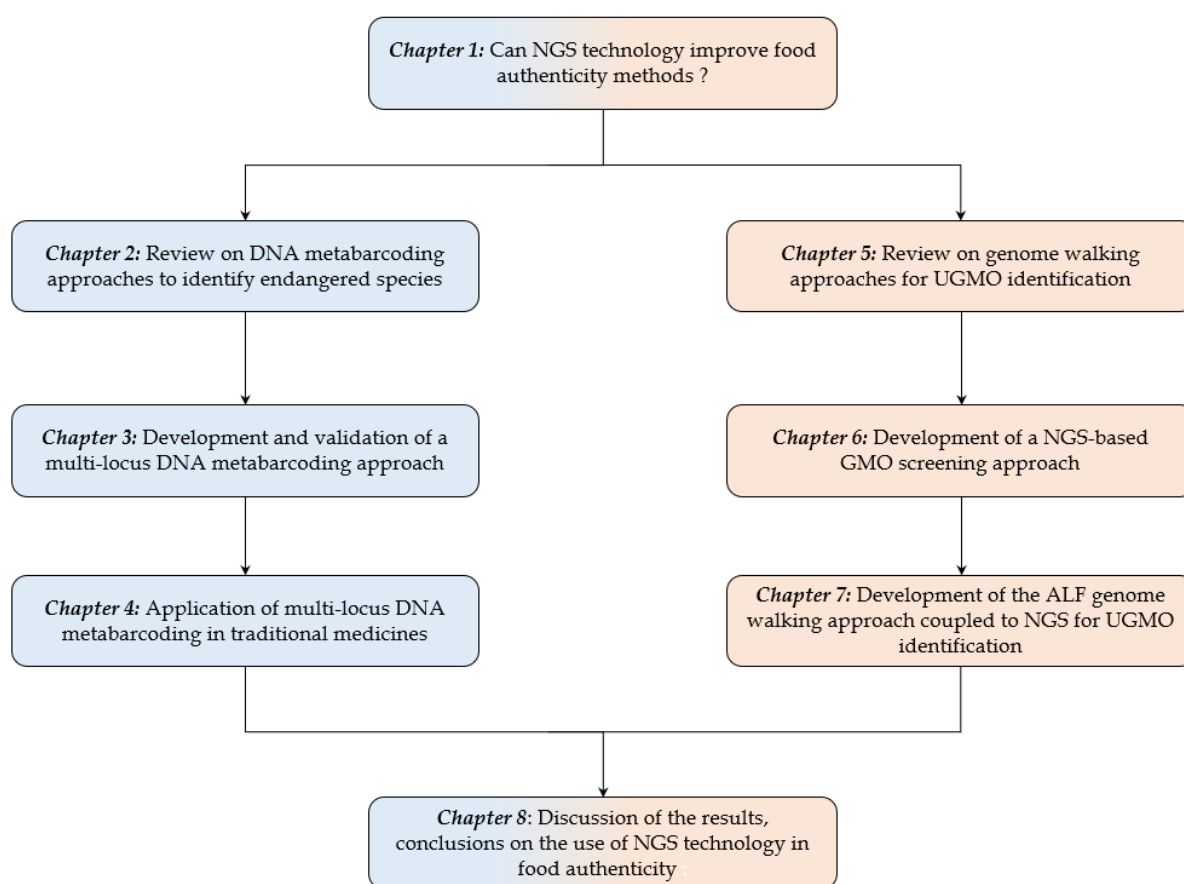 Chapter 1: Can NGS technology improve food
authenticity methods ?
Chapter 2: Review on DNA metabarcoding
approaches to identify endangered species
Chapter 5: Review on genome walking
approaches for UGMO identification
Chapter 3: Development and validation of a
multi-locus DNA metabarcoding approach
Chapter 6: Development of a NGS-based
GMO screening approach
Chapter 4: Application of multi-locus DNA
metabarcoding in traditional medicines
Chapter 7: Development of the ALF genome
walking approach coupled to NGS for UGMO
identification
Chapter 8: Discussion of the results,
conclusions on the use of NGS technology in
food authenticity